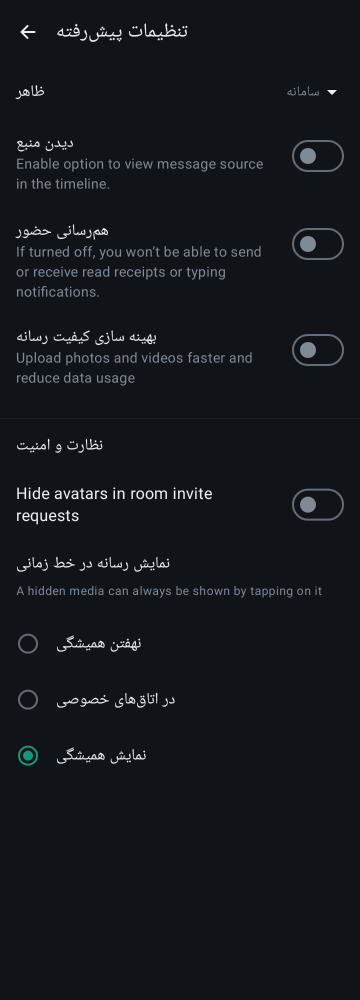 تنظیمات پیش‌رفته
ظاهر
سامانه
دیدن منبع
Enable option to view message source
in the timeline.
هم‌رسانی حضور
If turned off, you won't be able to send
or receive read receipts or typing
notifications.
بهینه سازی کیفیت رسانه
Upload photos and videos faster and
reduce data usage
نظارت و امنیت
Hide avatars in room invite
requests
نمایش رسانه در خط زمانی
A hidden media can always be shown by tapping on it
نهفتن همیشگی
در اتاق‌های خصوصی
نمایش همیشگی